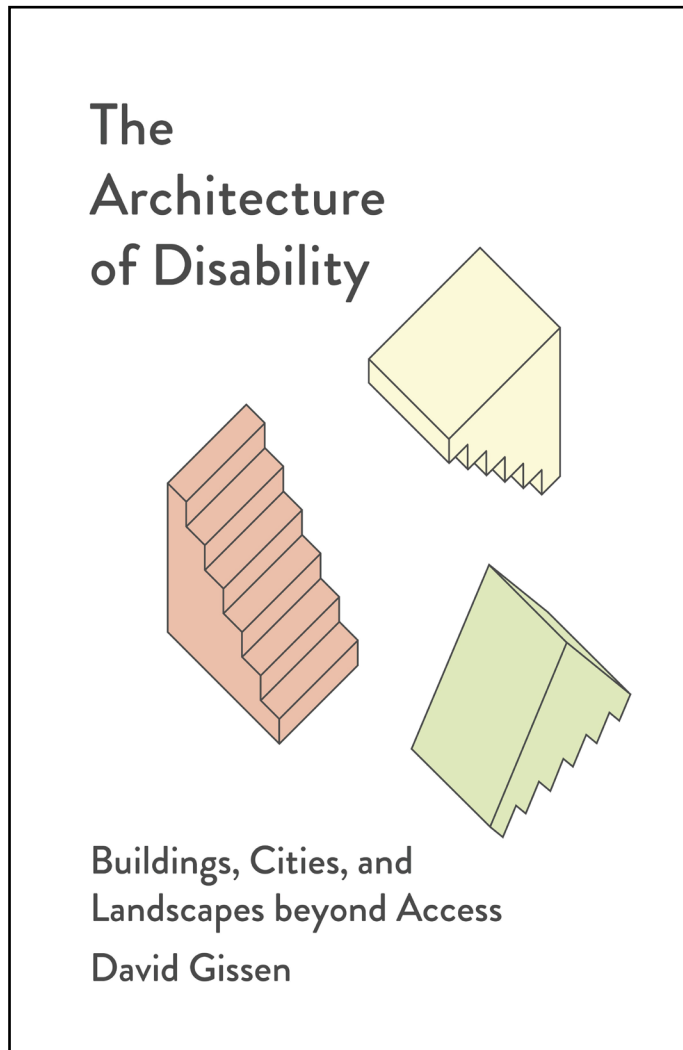 The
Architecture
of Disability
Buildings, Cities, and
Landscapes beyond Access
David Gissen